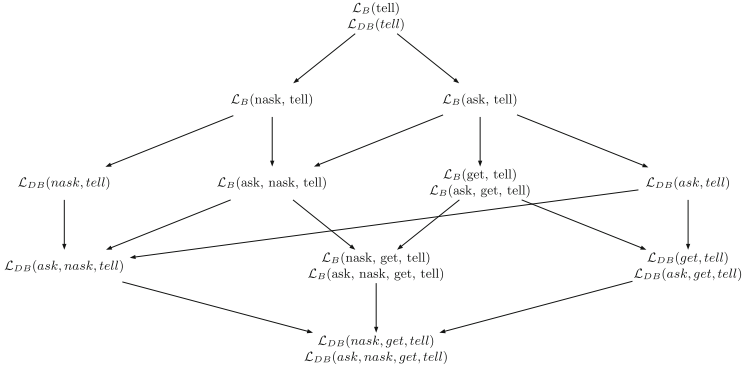 ℒ_B(tell)
ℒ_DB(tell)
ℒ_B(nask, tell)
ℒ_B(ask, tell)
ℒ_DB(nask, tell)
ℒ_B(ask, nask, tell)
ℒ_B(get, tell)
ℒ_B(ask, get, tell)
ℒ_DB(ask, tell)
ℒ_DB(ask, nask, tell)
ℒ_B(nask, get, tell)
ℒ_B(ask, nask, get, tell)
ℒ_DB(get, tell)
ℒ_DB(ask, get, tell)
ℒ_DB(nask, get, tell)
ℒ_DB(ask, nask, get, tell)